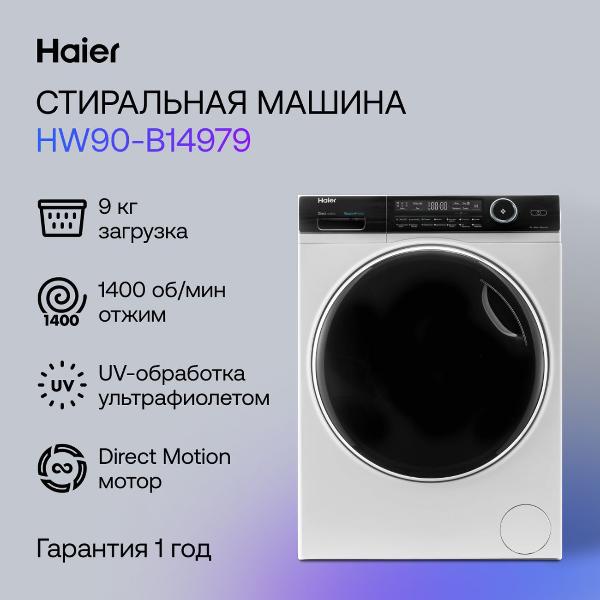 Haier
СТИРАЛЬНАЯ МАШИНА
HW90-B14979
9 кг
загрузка
1400
1400 об/мин
отжим
UV
UV-обработка
ультрафиолетом
Direct Motion
мотор
Гарантия 1 год
Haier